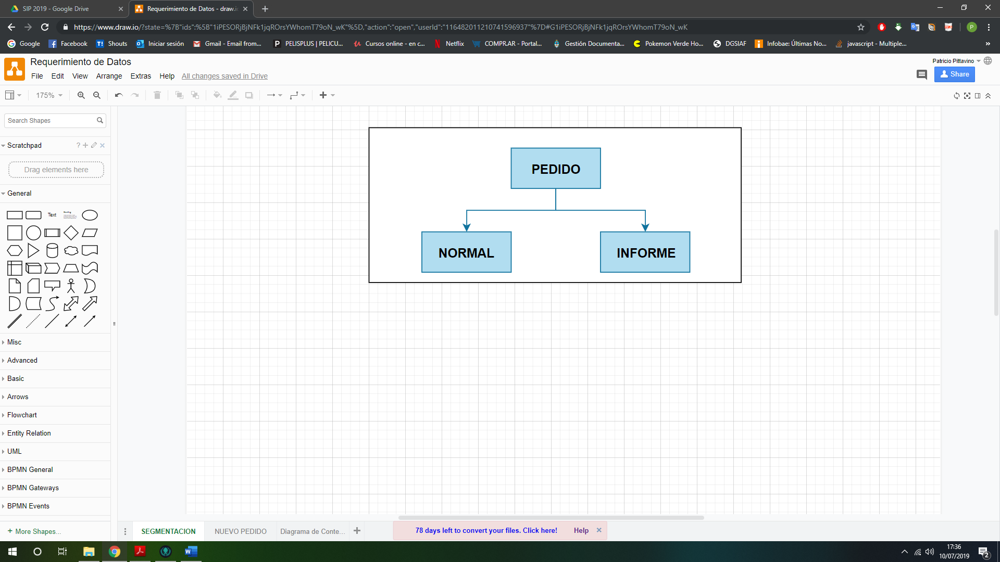 SIP 2019 - Google Drive
Requerimiento de Datos - draw.io
https://www.draw.io/?state=%7B"ids":%5B"1iPESORjBjNFk1jqROrsYWhomT79oN_wK"%5D,"action":"open","userId":"116482011210741596937"%7D#G1iPESORjBjNFk1jqROrsYWhomT79oN_wK
P
Google Facebook T! Shouts Iniciar sesión Gmail - Email from... P PELISPLUS | PELICU... Cursos online - en c... Netflix COMPR.AR - Portal... Gestión Documenta... Pokemon Verde Ho... DGSIAF Infobae: Últimas No... javascript - Multiple... »
Requerimiento de Datos
Patricio Pittavino
File Edit View Arrange Extras Help All changes saved in Drive
Share
175%
Search Shapes
Scratchpad ?
Drag elements here
General
Text
Heading
Misc
Advanced
Basic
Arrows
Flowchart
Entity Relation
UML
BPMN General
BPMN Gateways
BPMN Events
+ More Shapes...
PEDIDO
NORMAL
INFORME
SEGMENTACION
NUEVO PEDIDO
Diagrama de Conte...
78 days left to convert your files. Click here! Help
17:36
10/07/2019
2